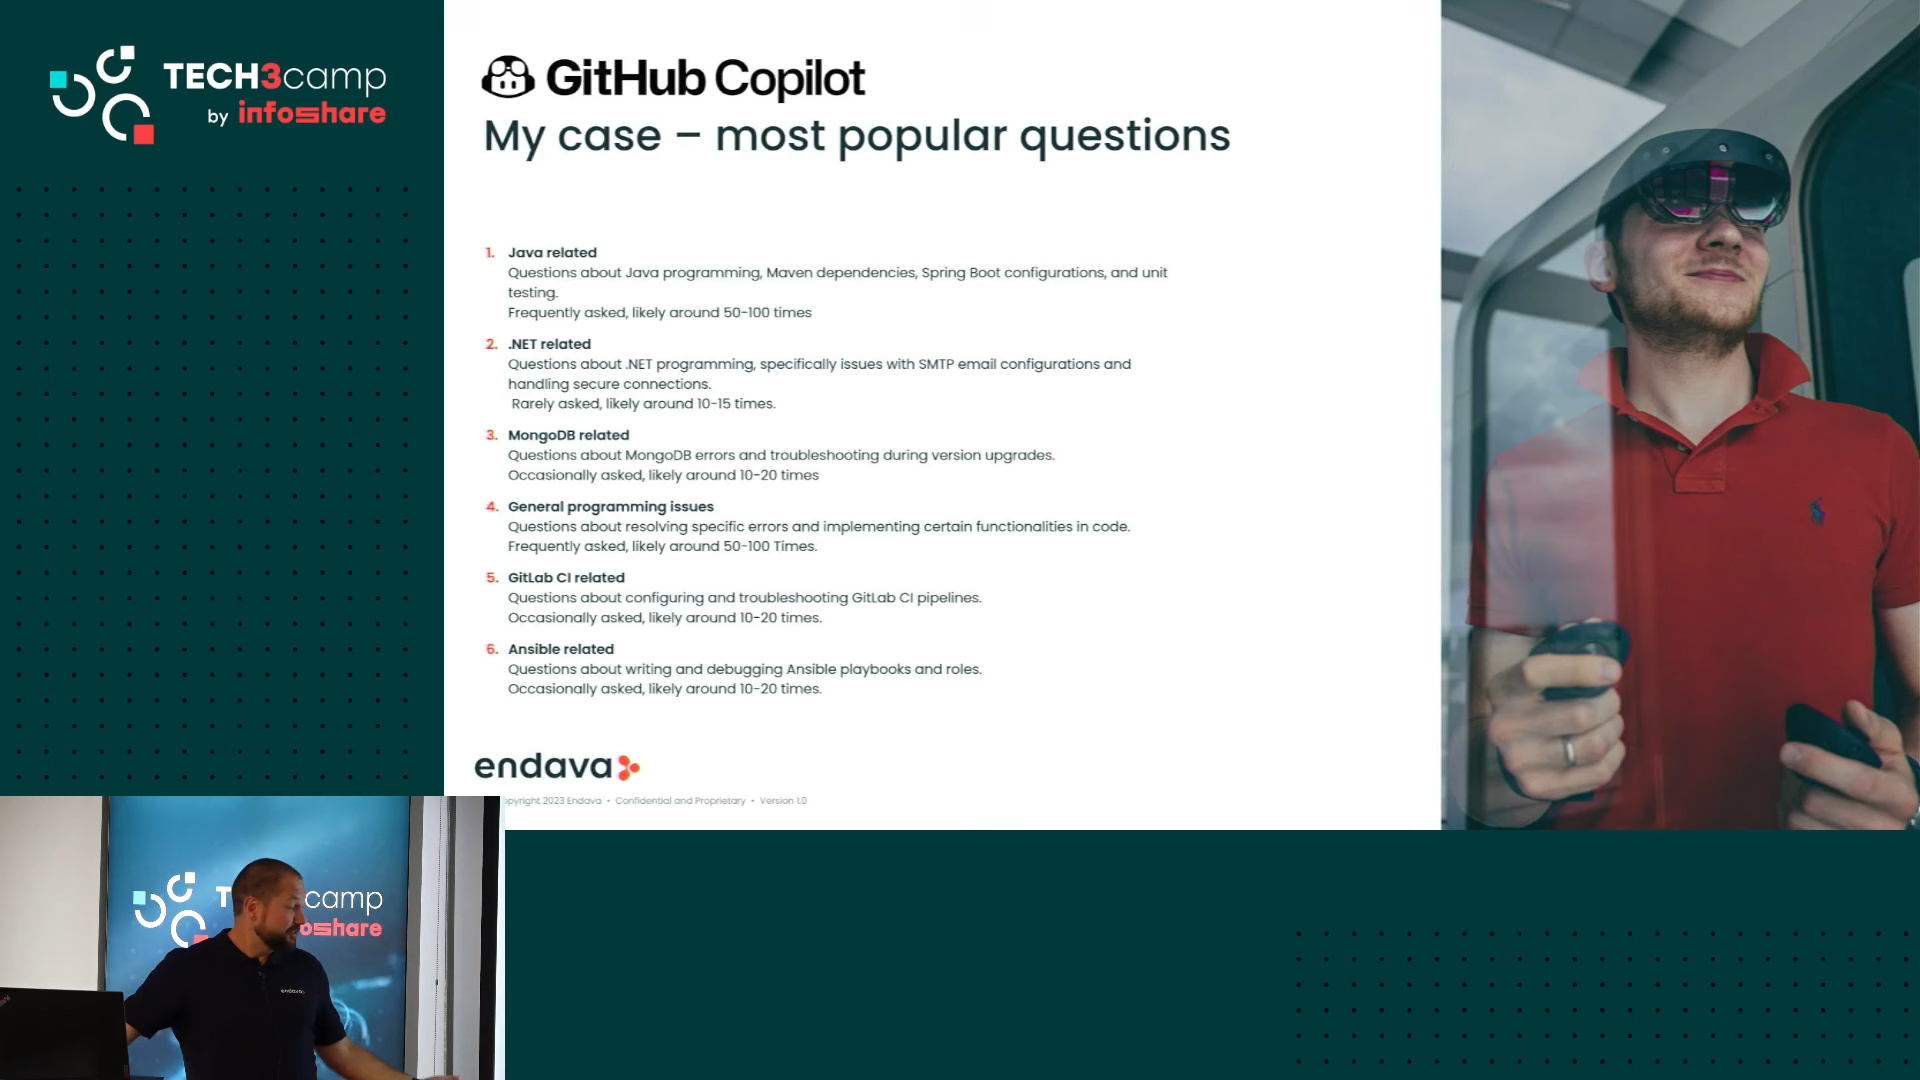 TECH3camp
by infoshare
GitHub Copilot
My case – most popular questions
1. Java related
Questions about Java programming, Maven dependencies, Spring Boot configurations, and unit
testing.
Frequently asked, likely around 50-100 times
2. .NET related
Questions about .NET programming, specifically issues with SMTP email configurations and
handling secure connections.
Rarely asked, likely around 10-15 times.
3. MongoDB related
Questions about MongoDB errors and troubleshooting during version upgrades.
Occasionally asked, likely around 10-20 times
4. General programming issues
Questions about resolving specific errors and implementing certain functionalities in code.
Frequently asked, likely around 50-100 Times.
5. GitLab CI related
Questions about configuring and troubleshooting GitLab CI pipelines.
Occasionally asked, likely around 10-20 times.
6. Ansible related
Questions about writing and debugging Ansible playbooks and roles.
Occasionally asked, likely around 10-20 times.
endava
opyright 2023 Endava • Confidential and Proprietary • Version 1.0
T camp
oshare
endava